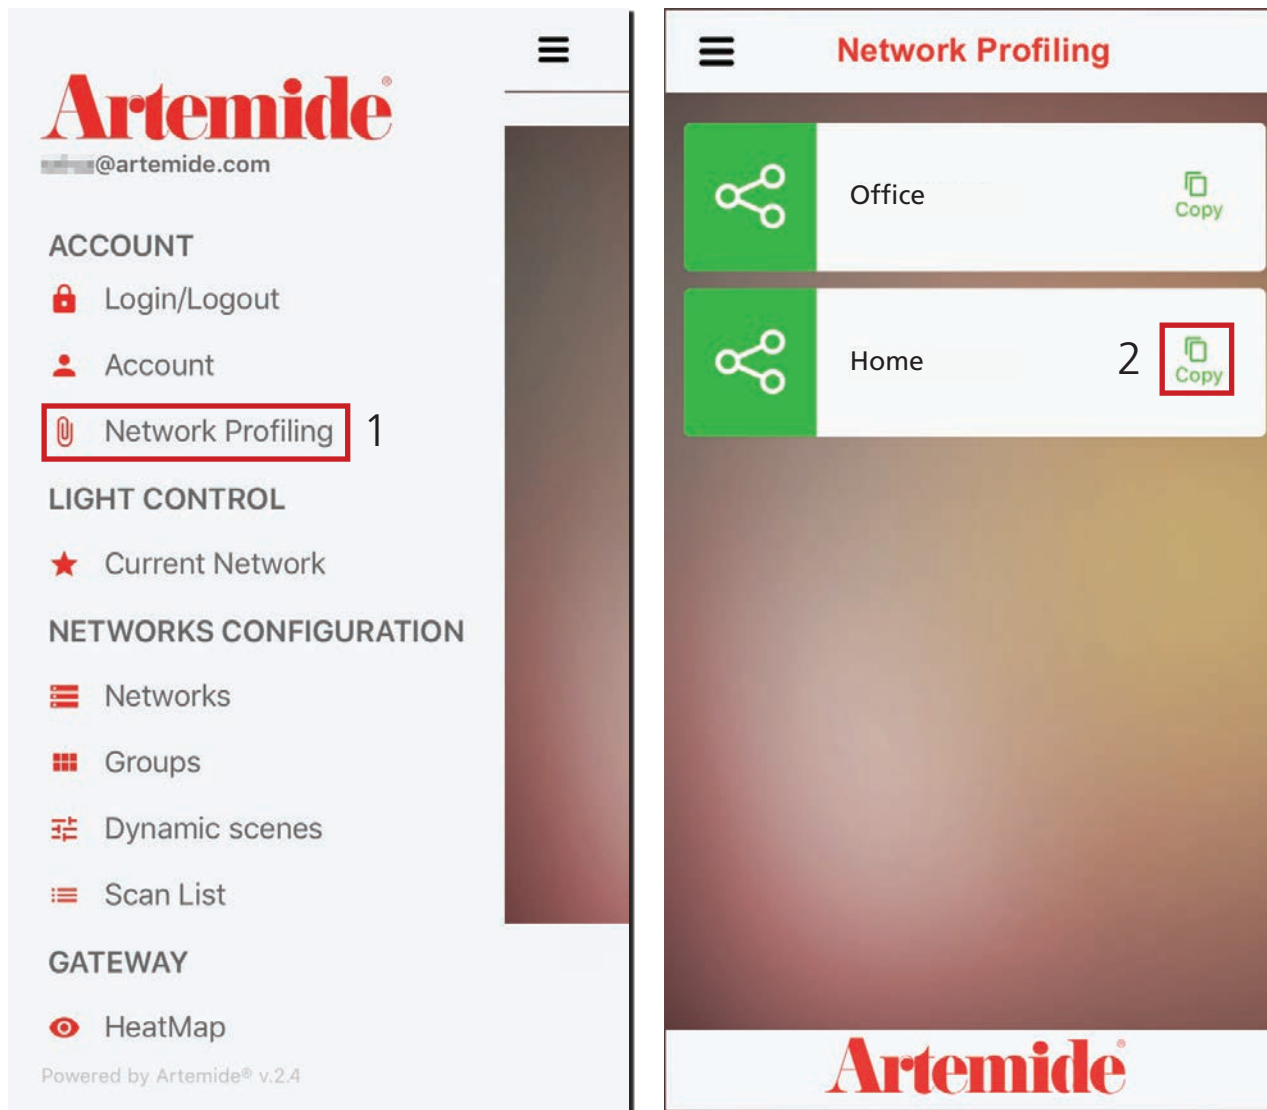 Artemide®
@artemide.com
ACCOUNT
Login/Logout
Account
Network Profiling 1
LIGHT CONTROL
Current Network
NETWORKS CONFIGURATION
Networks
Groups
Dynamic scenes
Scan List
GATEWAY
HeatMap
Powered by Artemide® v.2.4
Network Profiling
Office
Copy
Home
2
Copy
Artemide®